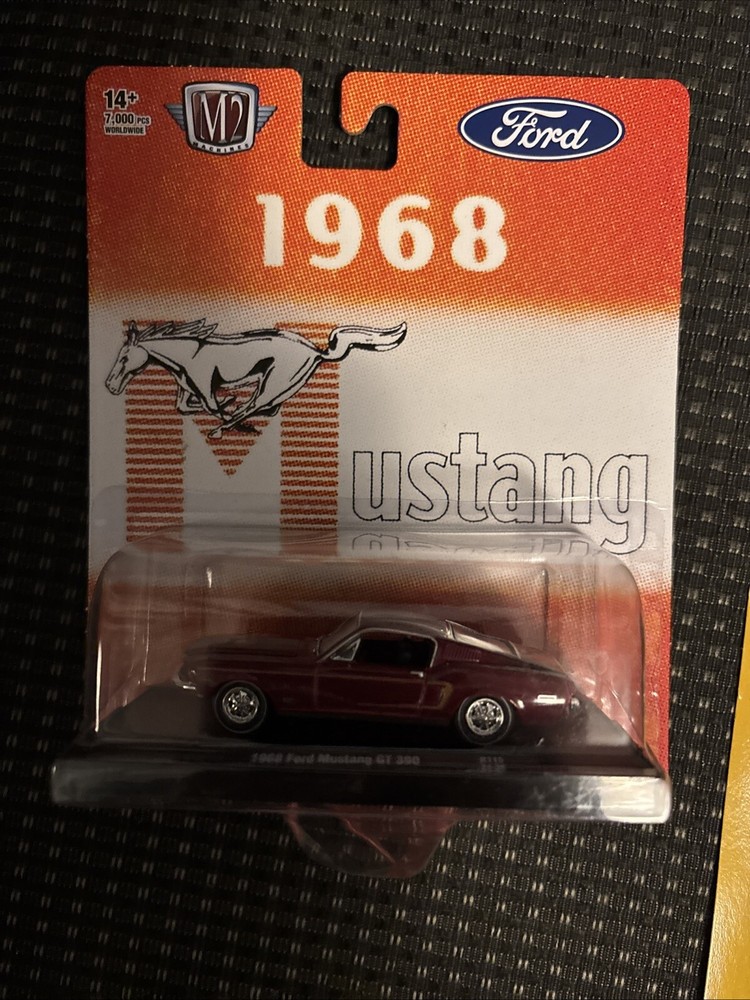 14+
7,000 PCS
WORLDWIDE
M2
MACHINES
Ford
1968
Mustang
1968 Ford Mustang GT 390